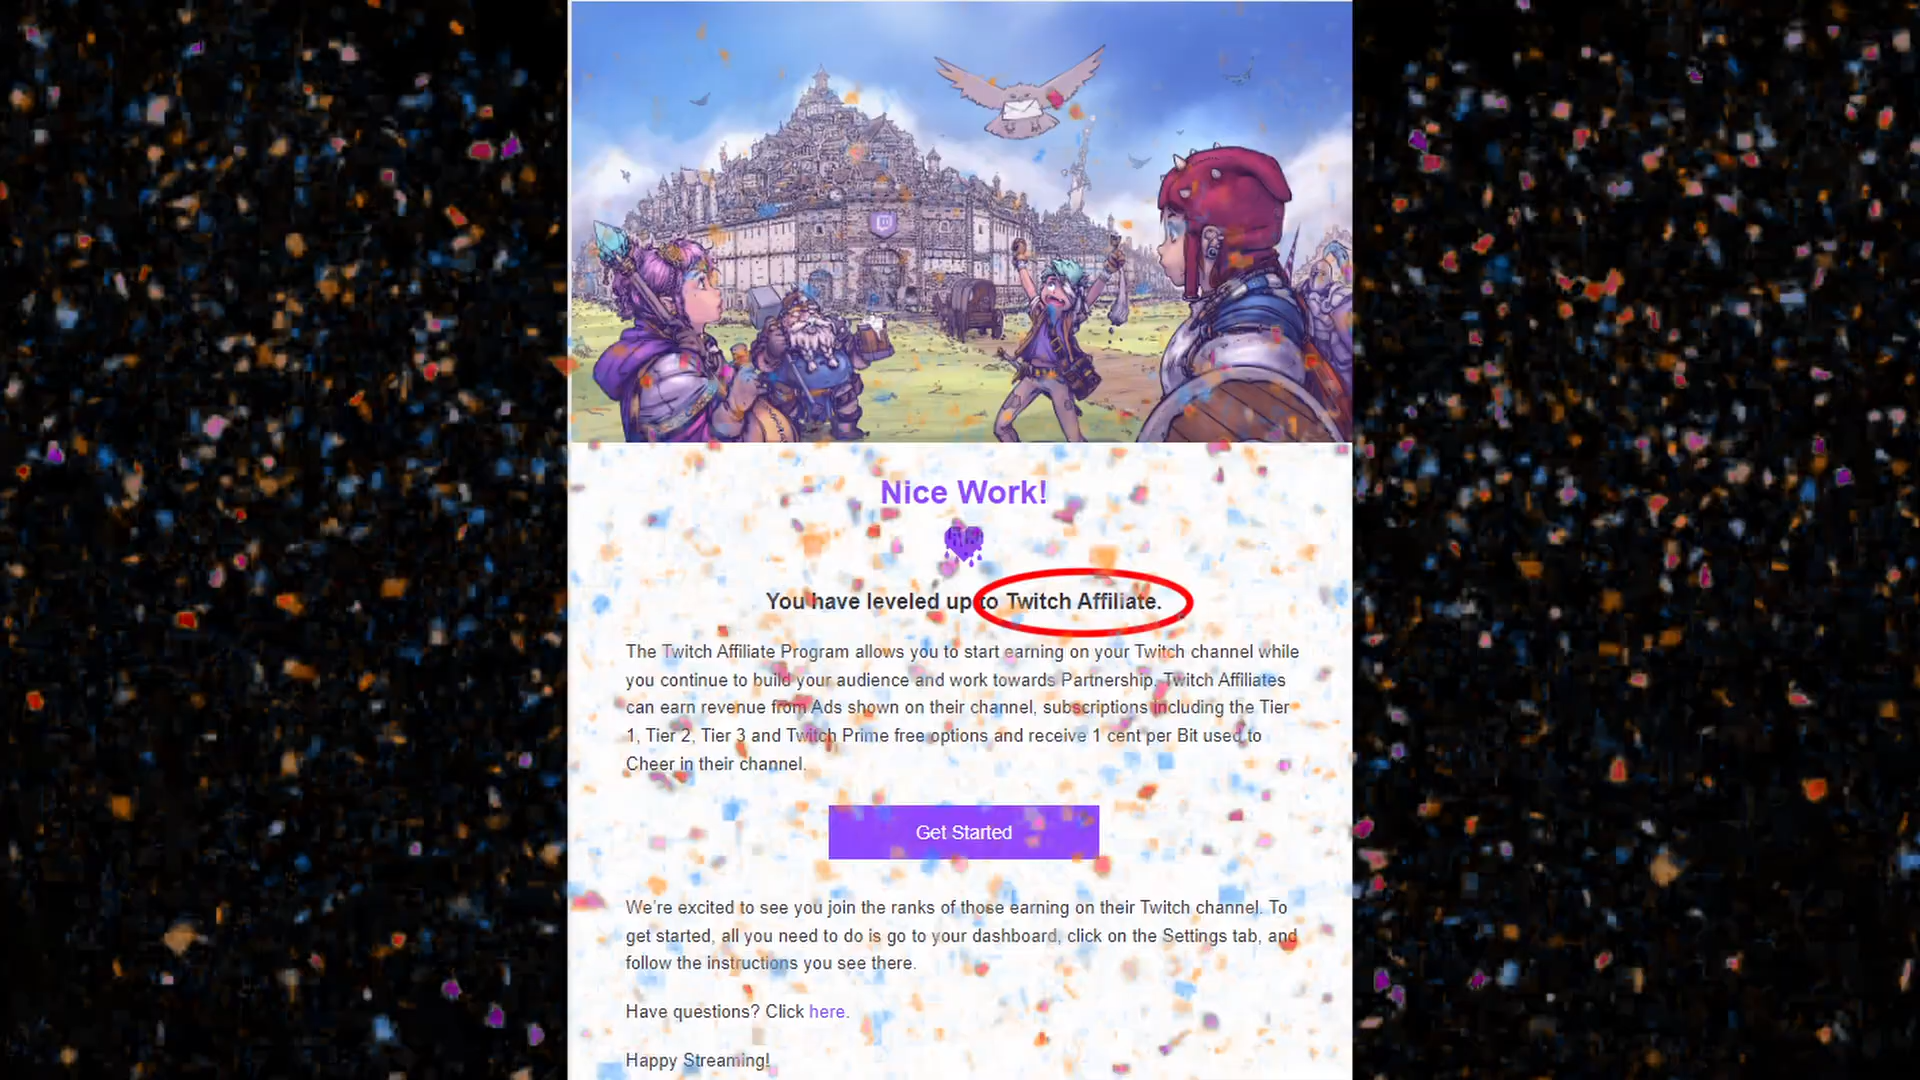 Nice Work!
You have leveled up to Twitch Affiliate.
The Twitch Affiliate Program allows you to start earning on your Twitch channel while
you continue to build your audience and work towards Partnership. Twitch Affiliates
can earn revenue from Ads shown on their channel, subscriptions including the Tier
1, Tier 2, Tier 3 and Twitch Prime free options and receive 1 cent per Bit used to
Cheer in their channel.
Get Started
We're excited to see you join the ranks of those earning on their Twitch channel. To
get started, all you need to do is go to your dashboard, click on the Settings tab, and
follow the instructions you see there.
Have questions? Click here.
Happy Streaming!